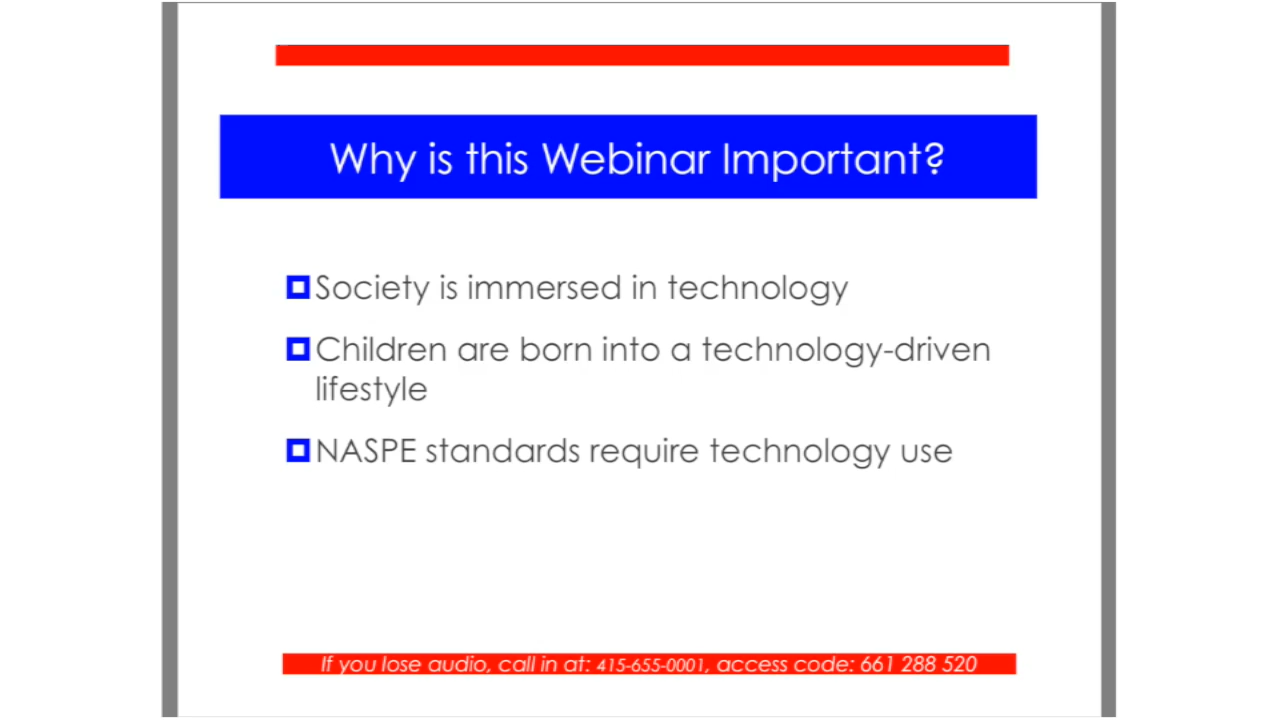 Why is this Webinar Important?
Society is immersed in technology
Children are born into a technology-driven
lifestyle
NASPE standards require technology use
If you lose audio, call in at: 415-655-0001, access code: 661 288 520